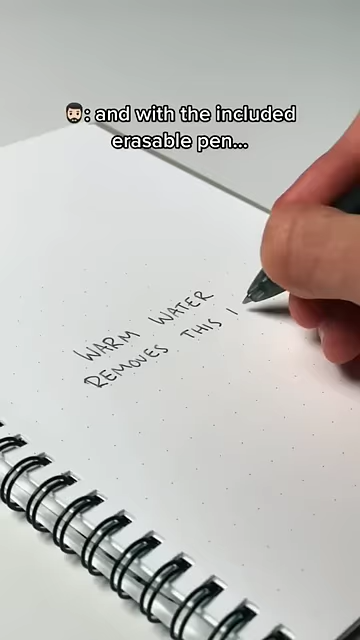 🧔🏻: and with the included
erasable pen...
WARM WATER
REMOVES THIS I